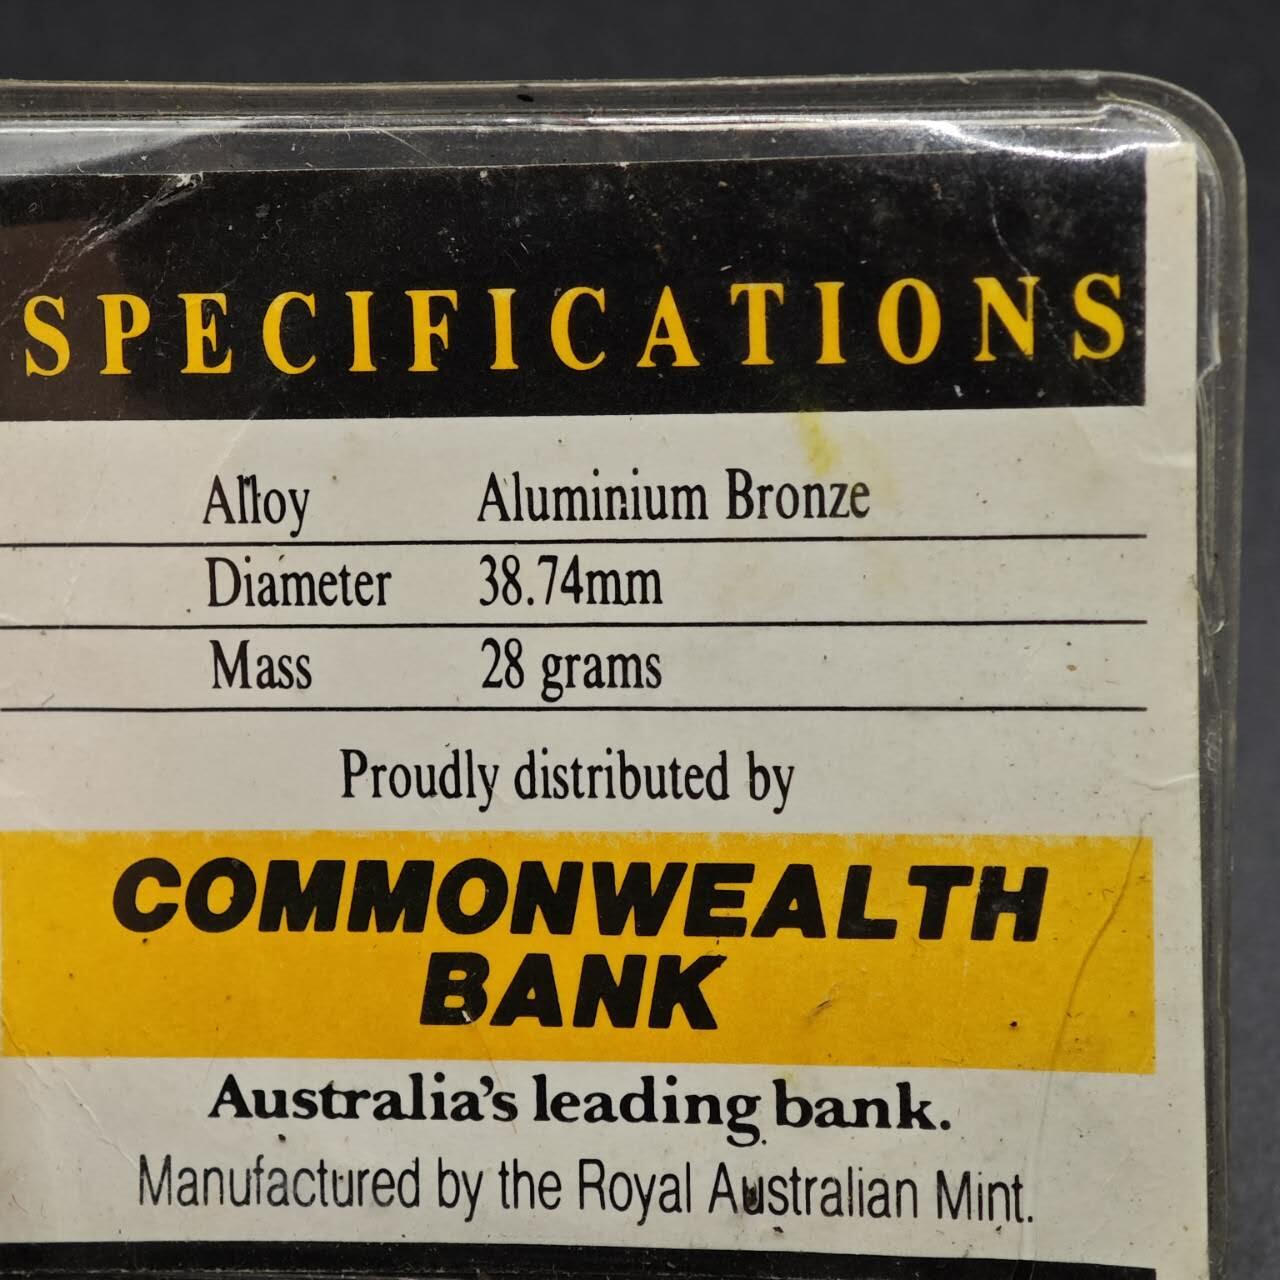 SPECIFICATIONS
Alloy Aluminium Bronze
Diameter 38.74mm
Mass 28 grams
Proudly distributed by
COMMONWEALTH
BANK
Australia's leading bank.
Manufactured by the Royal Australian Mint.